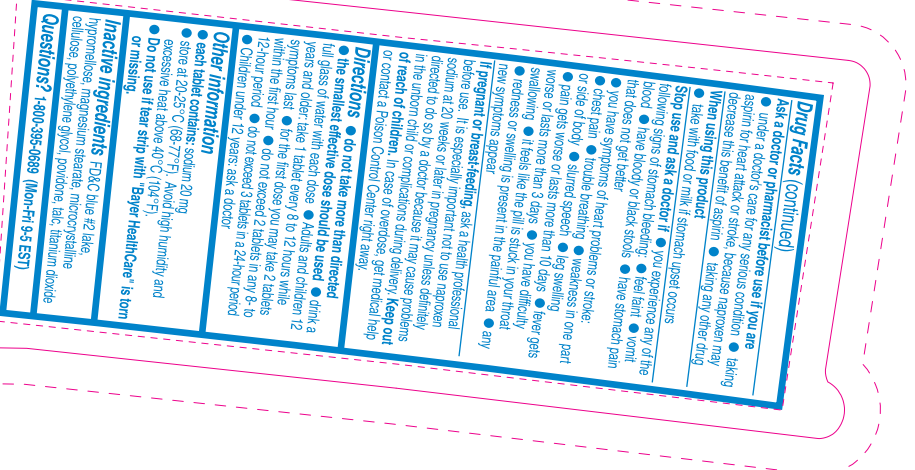 Drug Facts (continued)
Ask a doctor or pharmacist before use if you are
● under a doctor's care for any serious condition ● taking
aspirin for heart attack or stroke, because naproxen may
decrease this benefit of aspirin ● taking any other drug
When using this product
● take with food or milk if stomach upset occurs
Stop use and ask a doctor if ● you experience any of the
following signs of stomach bleeding: ● feel faint ● vomit
blood ● have bloody or black stools ● have stomach pain
that does not get better
● you have symptoms of heart problems or stroke:
● chest pain ● trouble breathing ● weakness in one part
or side of body ● slurred speech ● leg swelling
● pain gets worse or lasts more than 10 days ● fever gets
worse or lasts more than 3 days ● you have difficulty
swallowing ● it feels like the pill is stuck in your throat
● redness or swelling is present in the painful area ● any
new symptoms appear
If pregnant or breast-feeding, ask a health professional
before use. It is especially important not to use naproxen
sodium at 20 weeks or later in pregnancy unless definitely
directed to do so by a doctor because it may cause problems
in the unborn child or complications during delivery. Keep out
of reach of children. In case of overdose, get medical help
or contact a Poison Control Center right away.
Directions ● do not take more than directed
● the smallest effective dose should be used ● drink a
full glass of water with each dose ● Adults and children 12
years and older: take 1 tablet every 8 to 12 hours while
symptoms last ● for the first dose you may take 2 tablets
within the first hour ● do not exceed 2 tablets in any 8- to
12-hour period ● do not exceed 3 tablets in a 24-hour period
● Children under 12 years: ask a doctor
Other information
● each tablet contains: sodium 20 mg
● store at 20-25°C (68-77°F). Avoid high humidity and
excessive heat above 40°C (104°F).
● Do not use if tear strip with "Bayer HealthCare" is torn
or missing.
Inactive ingredients FD&C blue #2 lake,
hypromellose, magnesium stearate, microcrystalline
cellulose, polyethylene glycol, povidone, talc, titanium dioxide
Questions? 1-800-395-0689 (Mon-Fri 9-5 EST)